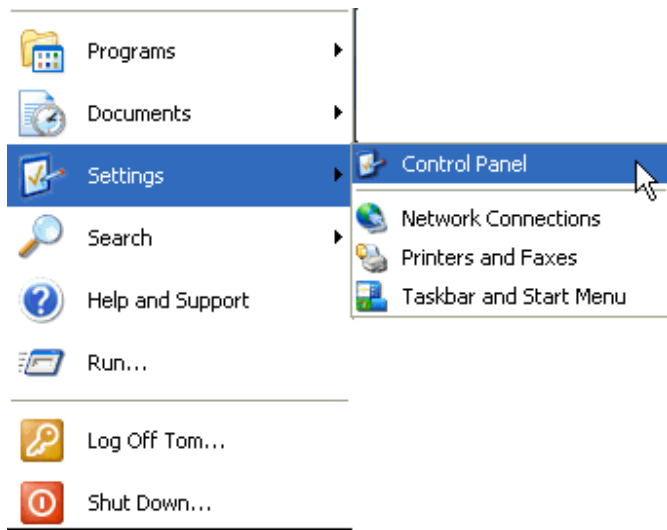 Programs
Documents
Settings
Search
Help and Support
Run...
Log Off Tom...
Shut Down...
Control Panel
Network Connections
Printers and Faxes
Taskbar and Start Menu